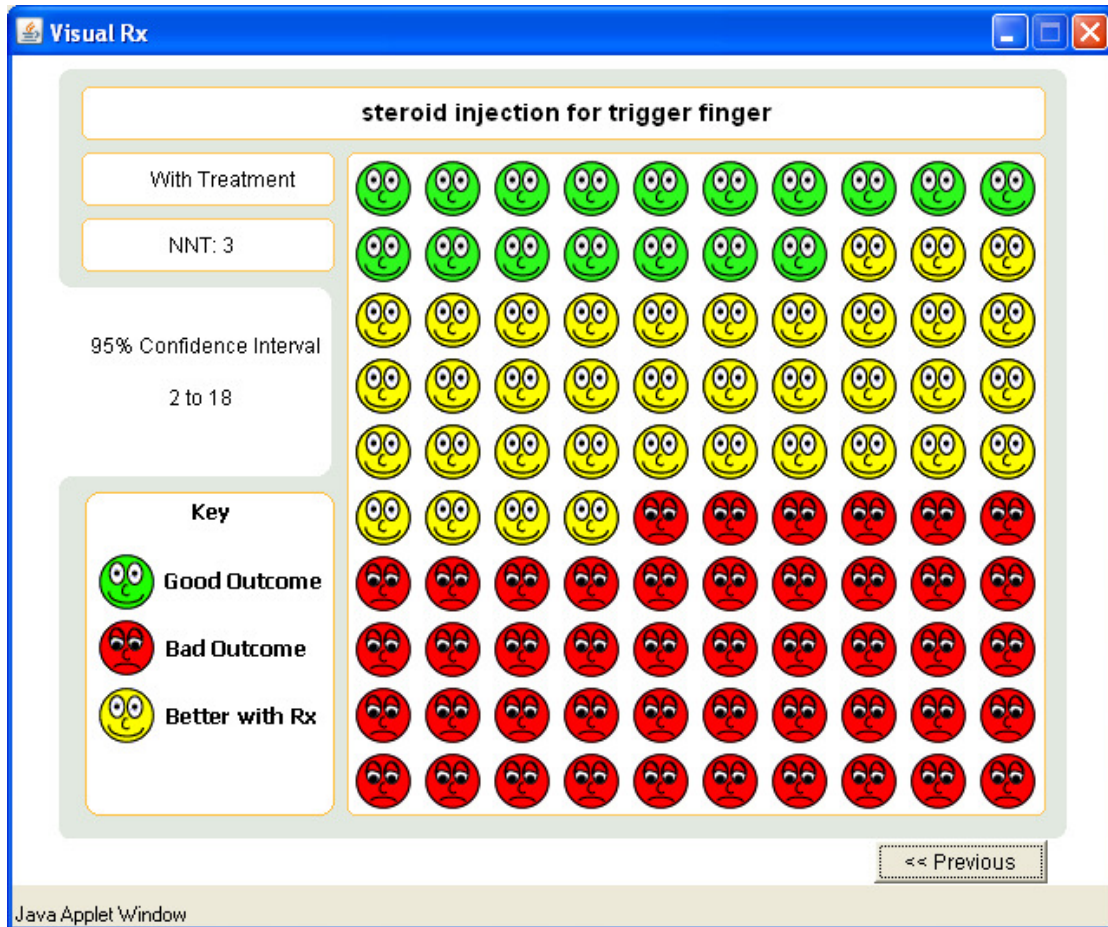 Visual Rx
steroid injection for trigger finger
With Treatment
NNT: 3
95% Confidence Interval
2 to 18
Key
Good Outcome
Bad Outcome
Better with Rx
<< Previous
Java Applet Window